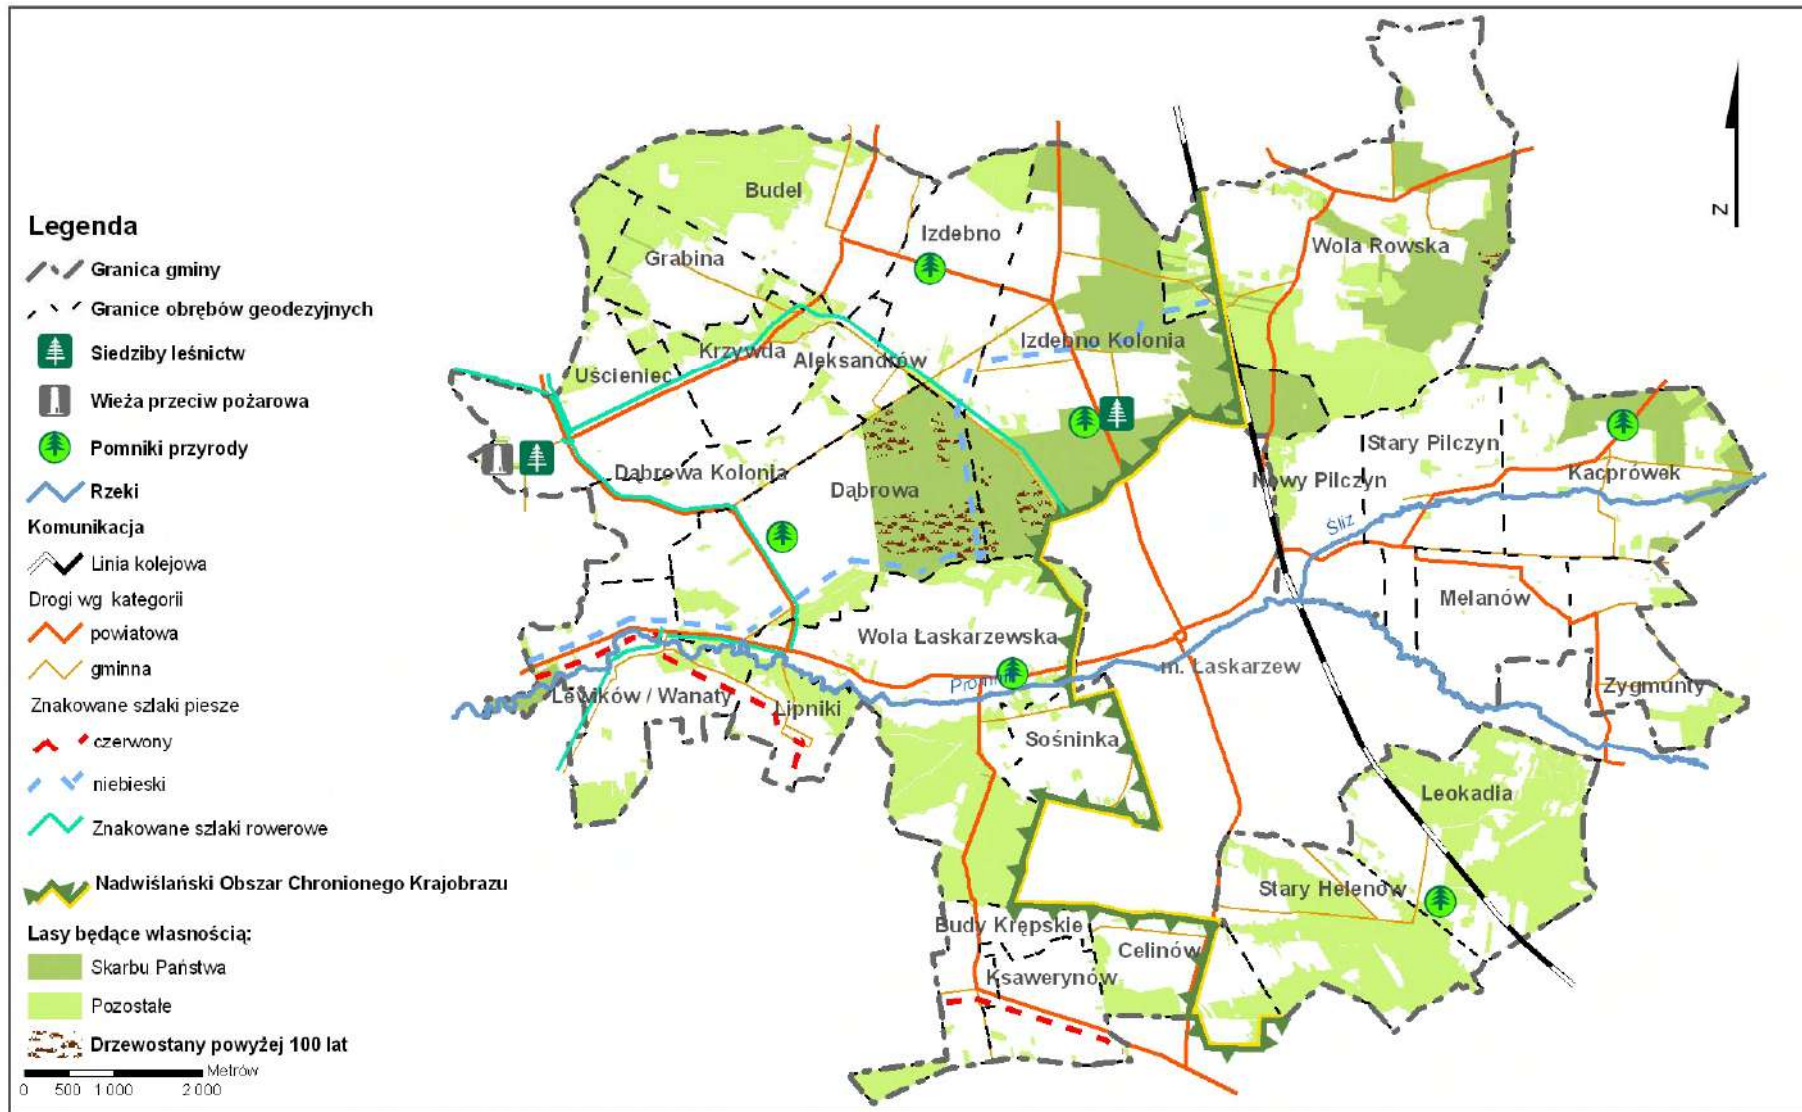 Legenda
Granica gminy
Granice obrębów geodezyjnych
Siedziby leśnictw
Wieża przeciw pożarowa
Pomniki przyrody
Rzeki
Komunikacja
Linia kolejowa
Drogi wg kategorii
powiatowa
gminna
Znakowane szlaki piesze
czerwony
niebieski
Znakowane szlaki rowerowe
Nadwiślański Obszar Chronionego Krajobrazu
Lasy będące własnością:
Skarbu Państwa
Pozostałe
Drzewostany powyżej 100 lat
Metrów
0 500 1 000 2 000
N
Budel
Izdebno
Grabina
Wola Rowska
Izdebno Kolonia
Krzywda
Aleksandrów
Uścieniec
Stary Pilczyn
Dąbrowa Kolonia
Nowy Pilczyn
Kacprówek
Dąbrowa
Śliz
Melanów
Wola Łaskarzewska
m. Łaskarzew
Zygmunty
Lewików / Wanaty
Lipniki
Sośninka
Leokadia
Stary Helenów
Budy Krępskie
Celinów
Ksawerynów